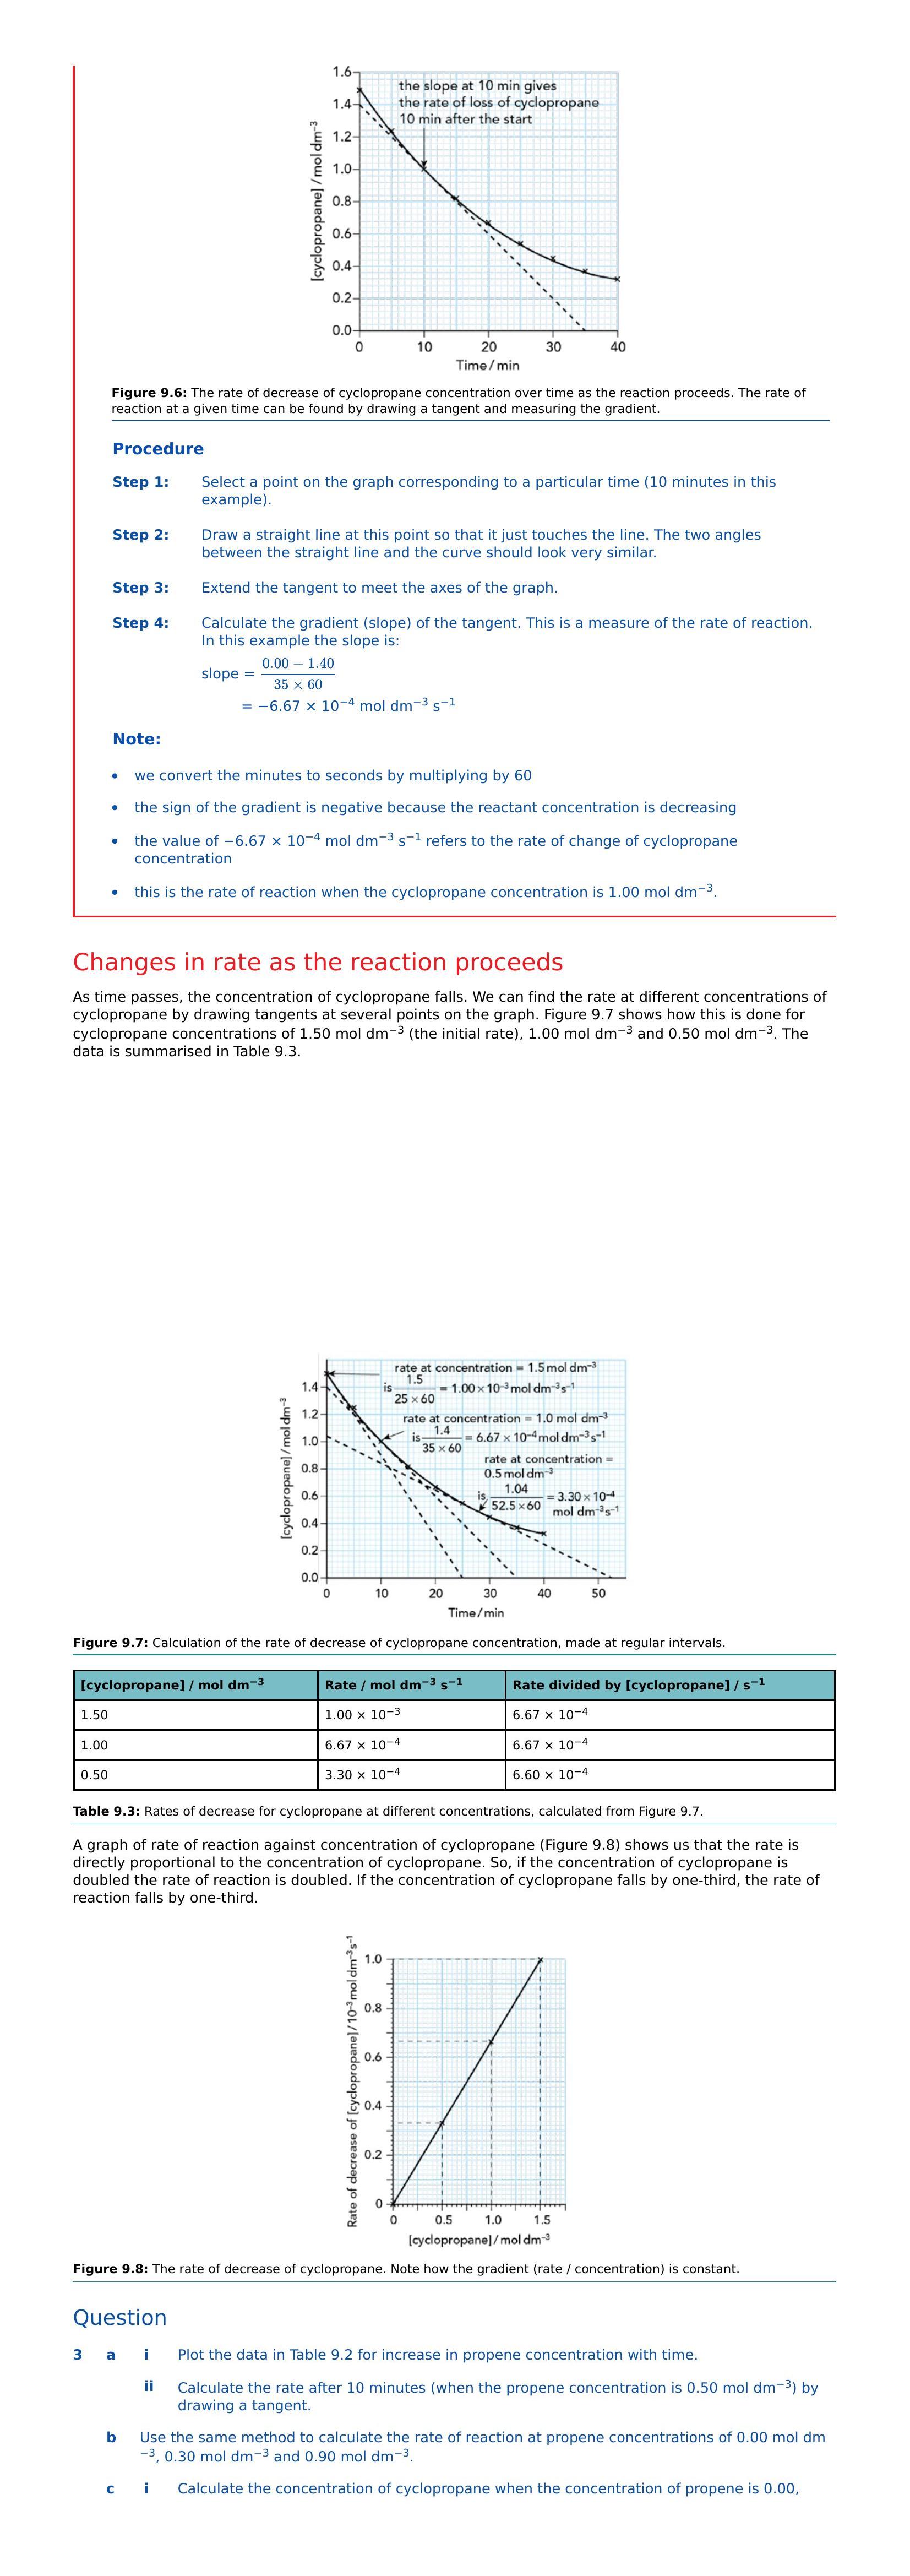 the slope at 10 min gives
the rate of loss of cyclopropane
10 min after the start
[cyclopropane] / mol dm⁻³
1.6
1.4
1.2
1.0
0.8
0.6
0.4
0.2
0.0
0 10 20 30 40
Time / min
Figure 9.6: The rate of decrease of cyclopropane concentration over time as the reaction proceeds. The rate of
reaction at a given time can be found by drawing a tangent and measuring the gradient.
Procedure
Step 1: Select a point on the graph corresponding to a particular time (10 minutes in this
example).
Step 2: Draw a straight line at this point so that it just touches the line. The two angles
between the straight line and the curve should look very similar.
Step 3: Extend the tangent to meet the axes of the graph.
Step 4: Calculate the gradient (slope) of the tangent. This is a measure of the rate of reaction.
In this example the slope is:
slope = (0.00 − 1.40) / (35 × 60)
= −6.67 × 10⁻⁴ mol dm⁻³ s⁻¹
Note:
• we convert the minutes to seconds by multiplying by 60
• the sign of the gradient is negative because the reactant concentration is decreasing
• the value of −6.67 × 10⁻⁴ mol dm⁻³ s⁻¹ refers to the rate of change of cyclopropane
concentration
• this is the rate of reaction when the cyclopropane concentration is 1.00 mol dm⁻³.
Changes in rate as the reaction proceeds
As time passes, the concentration of cyclopropane falls. We can find the rate at different concentrations of
cyclopropane by drawing tangents at several points on the graph. Figure 9.7 shows how this is done for
cyclopropane concentrations of 1.50 mol dm⁻³ (the initial rate), 1.00 mol dm⁻³ and 0.50 mol dm⁻³. The
data is summarised in Table 9.3.
rate at concentration = 1.5 mol dm⁻³
is 1.5 / (25 × 60) = 1.00 × 10⁻³ mol dm⁻³ s⁻¹
rate at concentration = 1.0 mol dm⁻³
is 1.4 / (35 × 60) = 6.67 × 10⁻⁴ mol dm⁻³ s⁻¹
rate at concentration =
0.5 mol dm⁻³
is 1.04 / (52.5 × 60) = 3.30 × 10⁻⁴
mol dm⁻³ s⁻¹
[cyclopropane] / mol dm⁻³
1.4
1.2
1.0
0.8
0.6
0.4
0.2
0.0
0 10 20 30 40 50
Time / min
Figure 9.7: Calculation of the rate of decrease of cyclopropane concentration, made at regular intervals.
[cyclopropane] / mol dm⁻³ Rate / mol dm⁻³ s⁻¹ Rate divided by [cyclopropane] / s⁻¹
1.50 1.00 × 10⁻³ 6.67 × 10⁻⁴
1.00 6.67 × 10⁻⁴ 6.67 × 10⁻⁴
0.50 3.30 × 10⁻⁴ 6.60 × 10⁻⁴
Table 9.3: Rates of decrease for cyclopropane at different concentrations, calculated from Figure 9.7.
A graph of rate of reaction against concentration of cyclopropane (Figure 9.8) shows us that the rate is
directly proportional to the concentration of cyclopropane. So, if the concentration of cyclopropane is
doubled the rate of reaction is doubled. If the concentration of cyclopropane falls by one-third, the rate of
reaction falls by one-third.
Rate of decrease of [cyclopropane] / 10⁻³ mol dm⁻³ s⁻¹
1.0
0.8
0.6
0.4
0.2
0
0 0.5 1.0 1.5
[cyclopropane] / mol dm⁻³
Figure 9.8: The rate of decrease of cyclopropane. Note how the gradient (rate / concentration) is constant.
Question
3 a i Plot the data in Table 9.2 for increase in propene concentration with time.
ii Calculate the rate after 10 minutes (when the propene concentration is 0.50 mol dm⁻³) by
drawing a tangent.
b Use the same method to calculate the rate of reaction at propene concentrations of 0.00 mol dm
⁻³, 0.30 mol dm⁻³ and 0.90 mol dm⁻³.
c i Calculate the concentration of cyclopropane when the concentration of propene is 0.00,